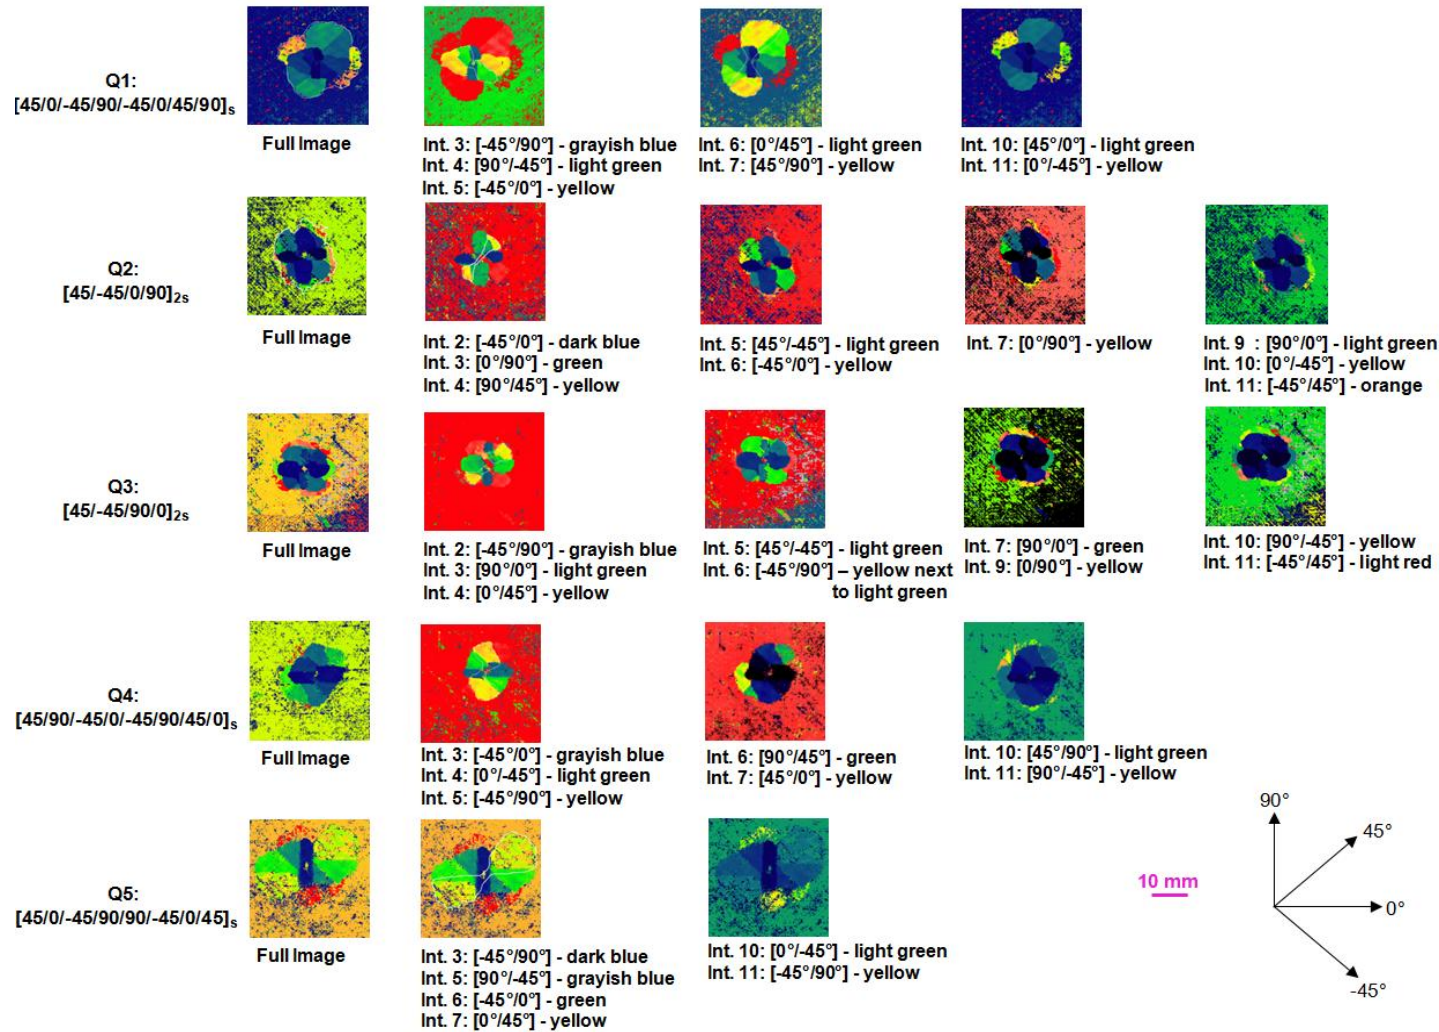 Q1:
[45/0/-45/90/-45/0/45/90]s
Full Image
Int. 3: [-45°/90°] - grayish blue
Int. 4: [90°/-45°] - light green
Int. 5: [-45°/0°] - yellow
Int. 6: [0°/45°] - light green
Int. 7: [45°/90°] - yellow
Int. 10: [45°/0°] - light green
Int. 11: [0°/-45°] - yellow
Q2:
[45/-45/0/90]2s
Full Image
Int. 2: [-45°/0°] - dark blue
Int. 3: [0°/90°] - green
Int. 4: [90°/45°] - yellow
Int. 5: [45°/-45°] - light green
Int. 6: [-45°/0°] - yellow
Int. 7: [0°/90°] - yellow
Int. 9 : [90°/0°] - light green
Int. 10: [0°/-45°] - yellow
Int. 11: [-45°/45°] - orange
Q3:
[45/-45/90/0]2s
Full Image
Int. 2: [-45°/90°] - grayish blue
Int. 3: [90°/0°] - light green
Int. 4: [0°/45°] - yellow
Int. 5: [45°/-45°] - light green
Int. 6: [-45°/90°] – yellow next
to light green
Int. 7: [90°/0°] - green
Int. 9: [0/90°] - yellow
Int. 10: [90°/-45°] - yellow
Int. 11: [-45°/45°] - light red
Q4:
[45/90/-45/0/-45/90/45/0]s
Full Image
Int. 3: [-45°/0°] - grayish blue
Int. 4: [0°/-45°] - light green
Int. 5: [-45°/90°] - yellow
Int. 6: [90°/45°] - green
Int. 7: [45°/0°] - yellow
Int. 10: [45°/90°] - light green
Int. 11: [90°/-45°] - yellow
Q5:
[45/0/-45/90/90/-45/0/45]s
Full Image
Int. 3: [-45°/90°] - dark blue
Int. 5: [90°/-45°] - grayish blue
Int. 6: [-45°/0°] - green
Int. 7: [0°/45°] - yellow
Int. 10: [0°/-45°] - light green
Int. 11: [-45°/90°] - yellow
10 mm
90°
45°
0°
-45°